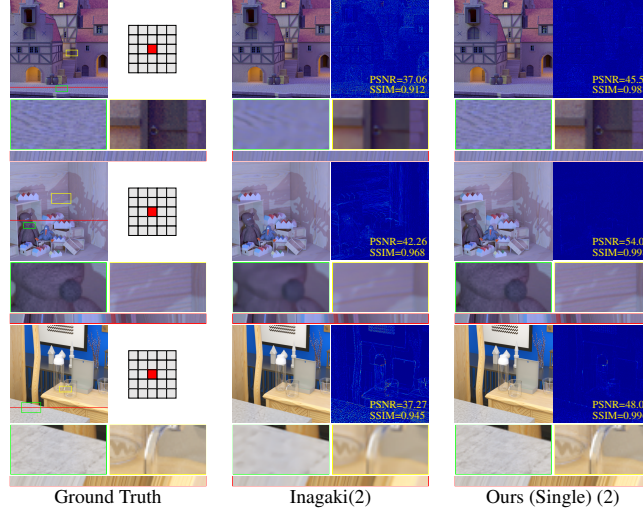 PSNR=37.06
SSIM=0.912
PSNR=45.5
SSIM=0.98
PSNR=42.26
SSIM=0.968
PSNR=54.0
SSIM=0.99
PSNR=37.27
SSIM=0.945
PSNR=48.0
SSIM=0.99
Ground Truth
Inagaki(2)
Ours (Single) (2)